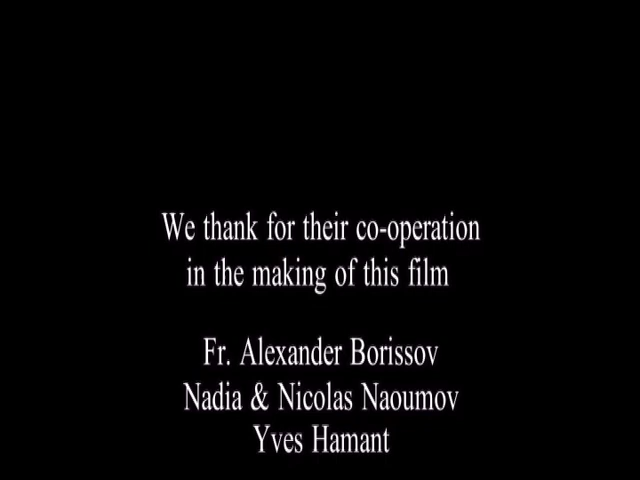 We thank for their co-operation
in the making of this film
Fr. Alexander Borissov
Nadia & Nicolas Naoumov
Yves Hamant